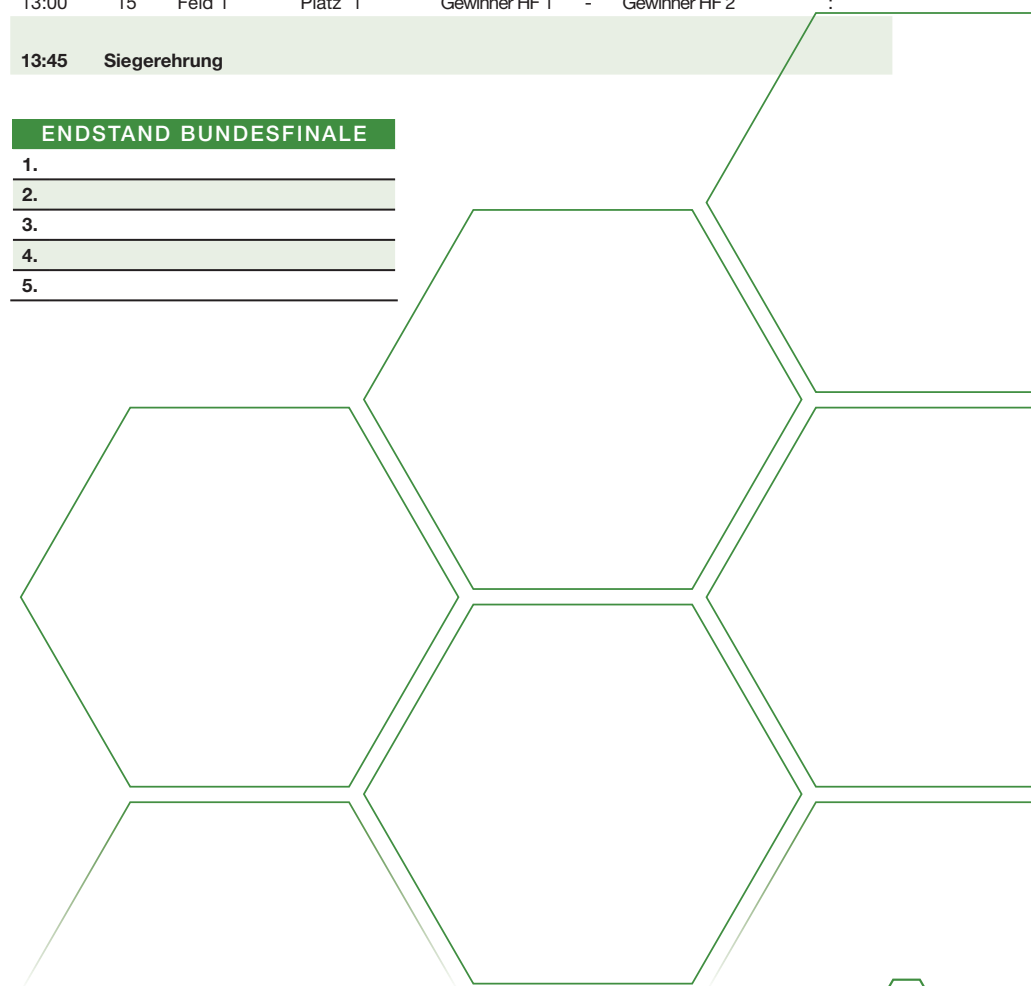 13:00 15 Feld 1 Platz 1 Gewinner HF 1 - Gewinner HF 2 :
13:45 Siegerehrung
ENDSTAND BUNDESFINALE
1.
2.
3.
4.
5.